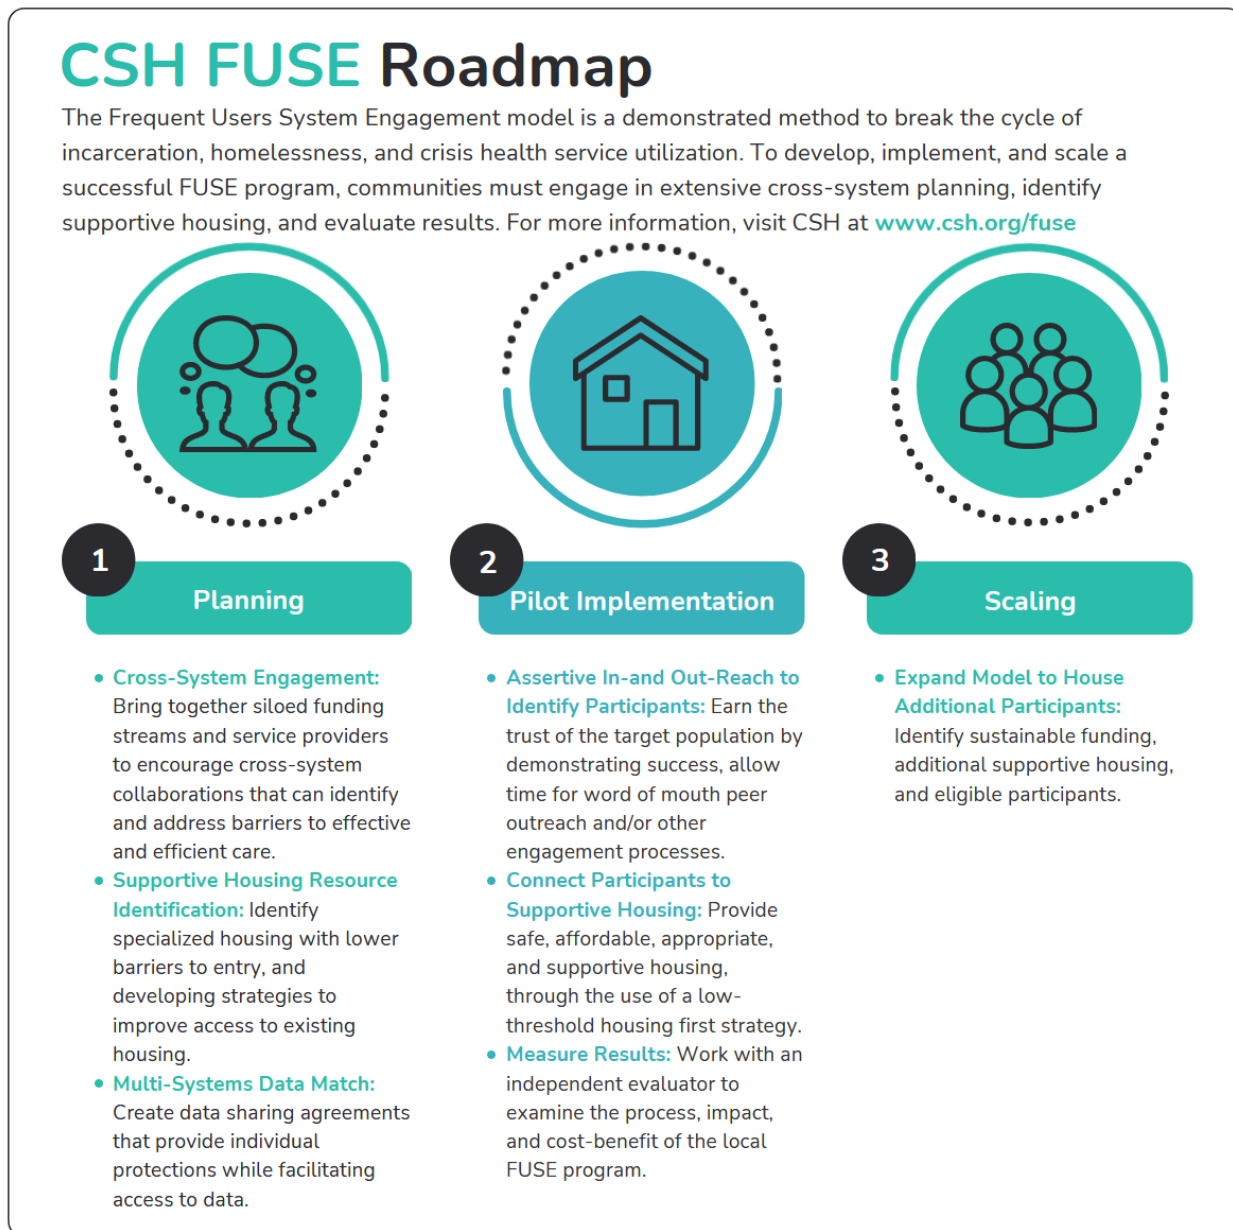 CSH FUSE Roadmap
The Frequent Users System Engagement model is a demonstrated method to break the cycle of
incarceration, homelessness, and crisis health service utilization. To develop, implement, and scale a
successful FUSE program, communities must engage in extensive cross-system planning, identify
supportive housing, and evaluate results. For more information, visit CSH at www.csh.org/fuse
1
Planning
• Cross-System Engagement:
Bring together siloed funding
streams and service providers
to encourage cross-system
collaborations that can identify
and address barriers to effective
and efficient care.
• Supportive Housing Resource
Identification: Identify
specialized housing with lower
barriers to entry, and
developing strategies to
improve access to existing
housing.
• Multi-Systems Data Match:
Create data sharing agreements
that provide individual
protections while facilitating
access to data.
2
Pilot Implementation
• Assertive In-and Out-Reach to
Identify Participants: Earn the
trust of the target population by
demonstrating success, allow
time for word of mouth peer
outreach and/or other
engagement processes.
• Connect Participants to
Supportive Housing: Provide
safe, affordable, appropriate,
and supportive housing,
through the use of a low-
threshold housing first strategy.
• Measure Results: Work with an
independent evaluator to
examine the process, impact,
and cost-benefit of the local
FUSE program.
3
Scaling
• Expand Model to House
Additional Participants:
Identify sustainable funding,
additional supportive housing,
and eligible participants.